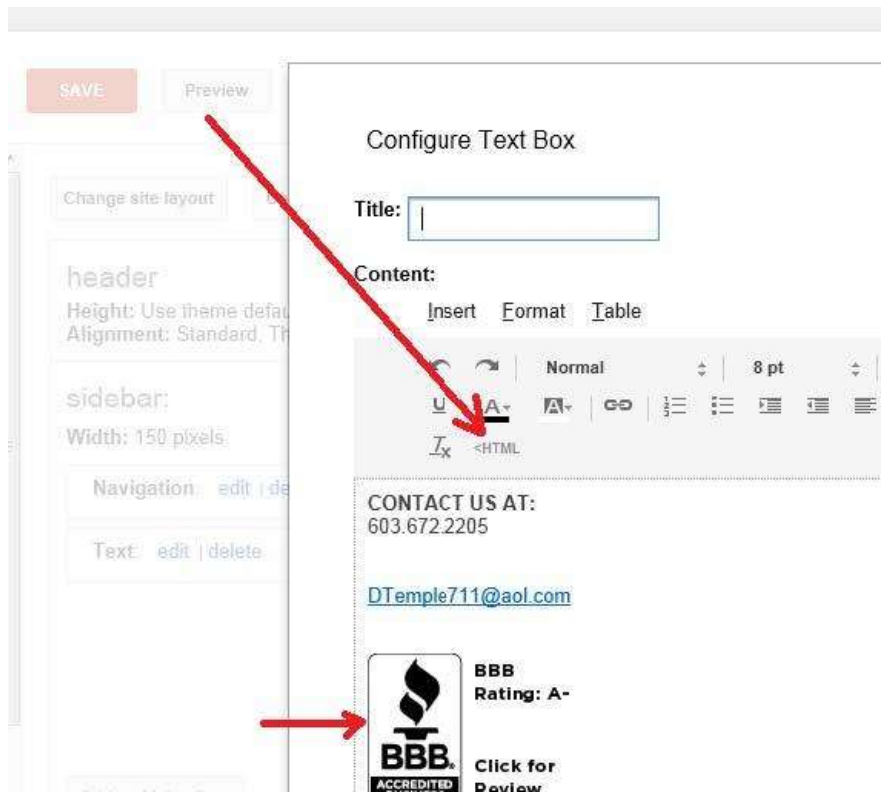 SAVE Preview
Configure Text Box
Change site layout
Title:
header
Content:
Height: Use theme defau
Insert Format Table
Alignment: Standard. Th
Normal 8 pt
sidebar:
U A A
Width: 150 pixels
Tx <HTML
Navigation: edit | de
CONTACT US AT:
603.672.2205
Text: edit | delete
DTemple711@aol.com
BBB
Rating: A-
BBB.
Click for
ACCREDITED
BUSINESS
Review